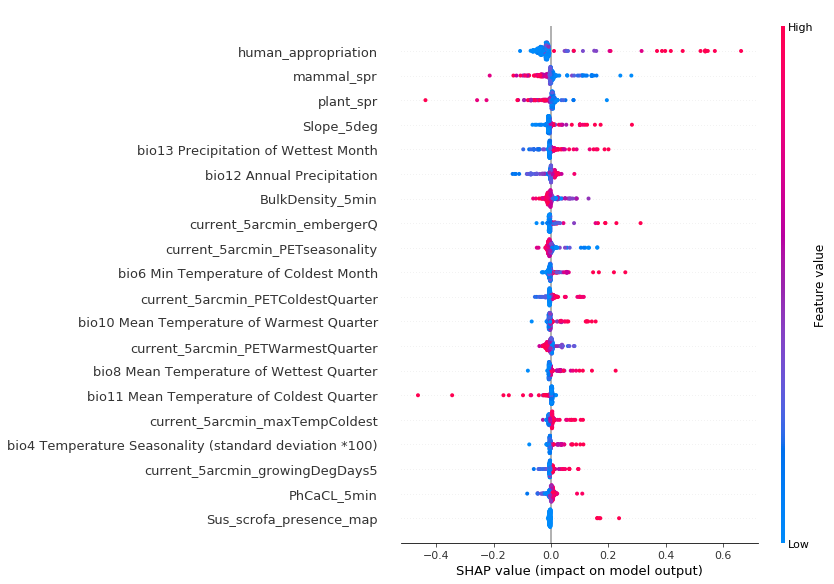 High
human_appropriation
mammal_spr
plant_spr
Slope_5deg
bio13 Precipitation of Wettest Month
bio12 Annual Precipitation
BulkDensity_5min
current_5arcmin_embergerQ
current_5arcmin_PETseasonality
bio6 Min Temperature of Coldest Month
current_5arcmin_PETColdestQuarter
bio10 Mean Temperature of Warmest Quarter
current_5arcmin_PETWarmestQuarter
bio8 Mean Temperature of Wettest Quarter
bio11 Mean Temperature of Coldest Quarter
current_5arcmin_maxTempColdest
bio4 Temperature Seasonality (standard deviation *100)
current_5arcmin_growingDegDays5
PhCaCL_5min
Sus_scrofa_presence_map
Feature value
Low
−0.4 −0.2 0.0 0.2 0.4 0.6
SHAP value (impact on model output)